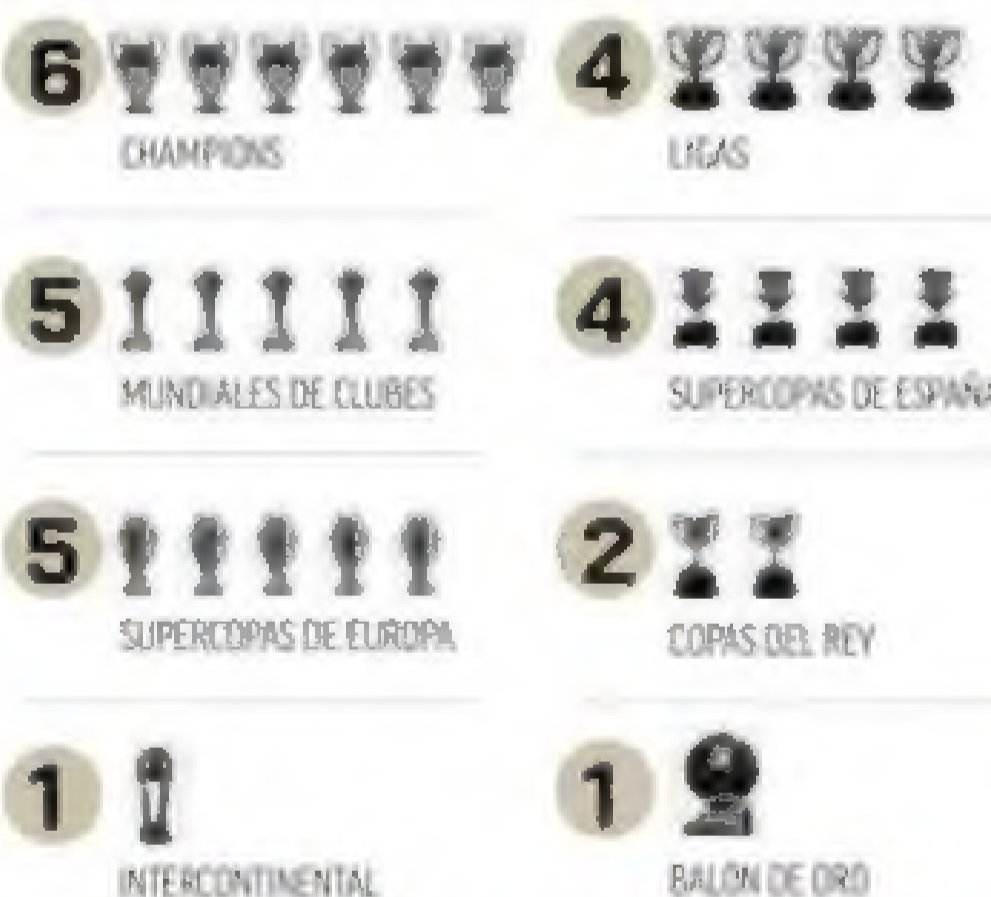 6
CHAMPIONS
4
LIGAS
5
MUNDIALES DE CLUBES
4
SUPERCOPAS DE ESPAÑA
5
SUPERCOPAS DE EUROPA
2
COPAS DEL REY
1
INTERCONTINENTAL
1
BALÓN DE ORO